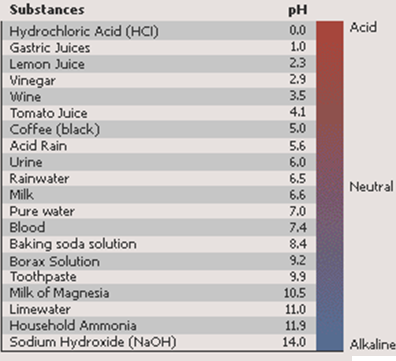 Substances pH
Hydrochloric Acid (HCl) 0.0 Acid
Gastric Juices 1.0
Lemon Juice 2.3
Vinegar 2.9
Wine 3.5
Tomato Juice 4.1
Coffee (black) 5.0
Acid Rain 5.6
Urine 6.0
Rainwater 6.5 Neutral
Milk 6.6
Pure water 7.0
Blood 7.4
Baking soda solution 8.4
Borax Solution 9.2
Toothpaste 9.9
Milk of Magnesia 10.5
Limewater 11.0
Household Ammonia 11.9
Sodium Hydroxide (NaOH) 14.0 Alkaline